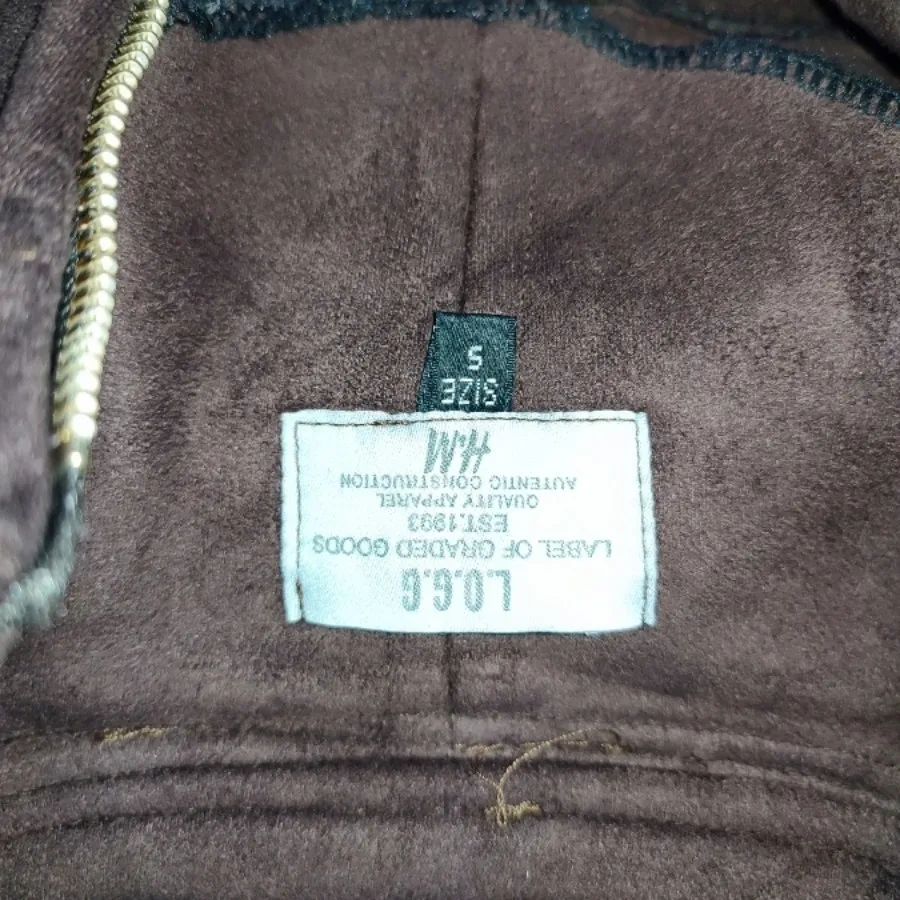 L.O.G.G
LABEL OF GRADED GOODS
EST.1993
QUALITY APPAREL
AUTENTIC CONSTRUCTION
H.M
SIZE
S